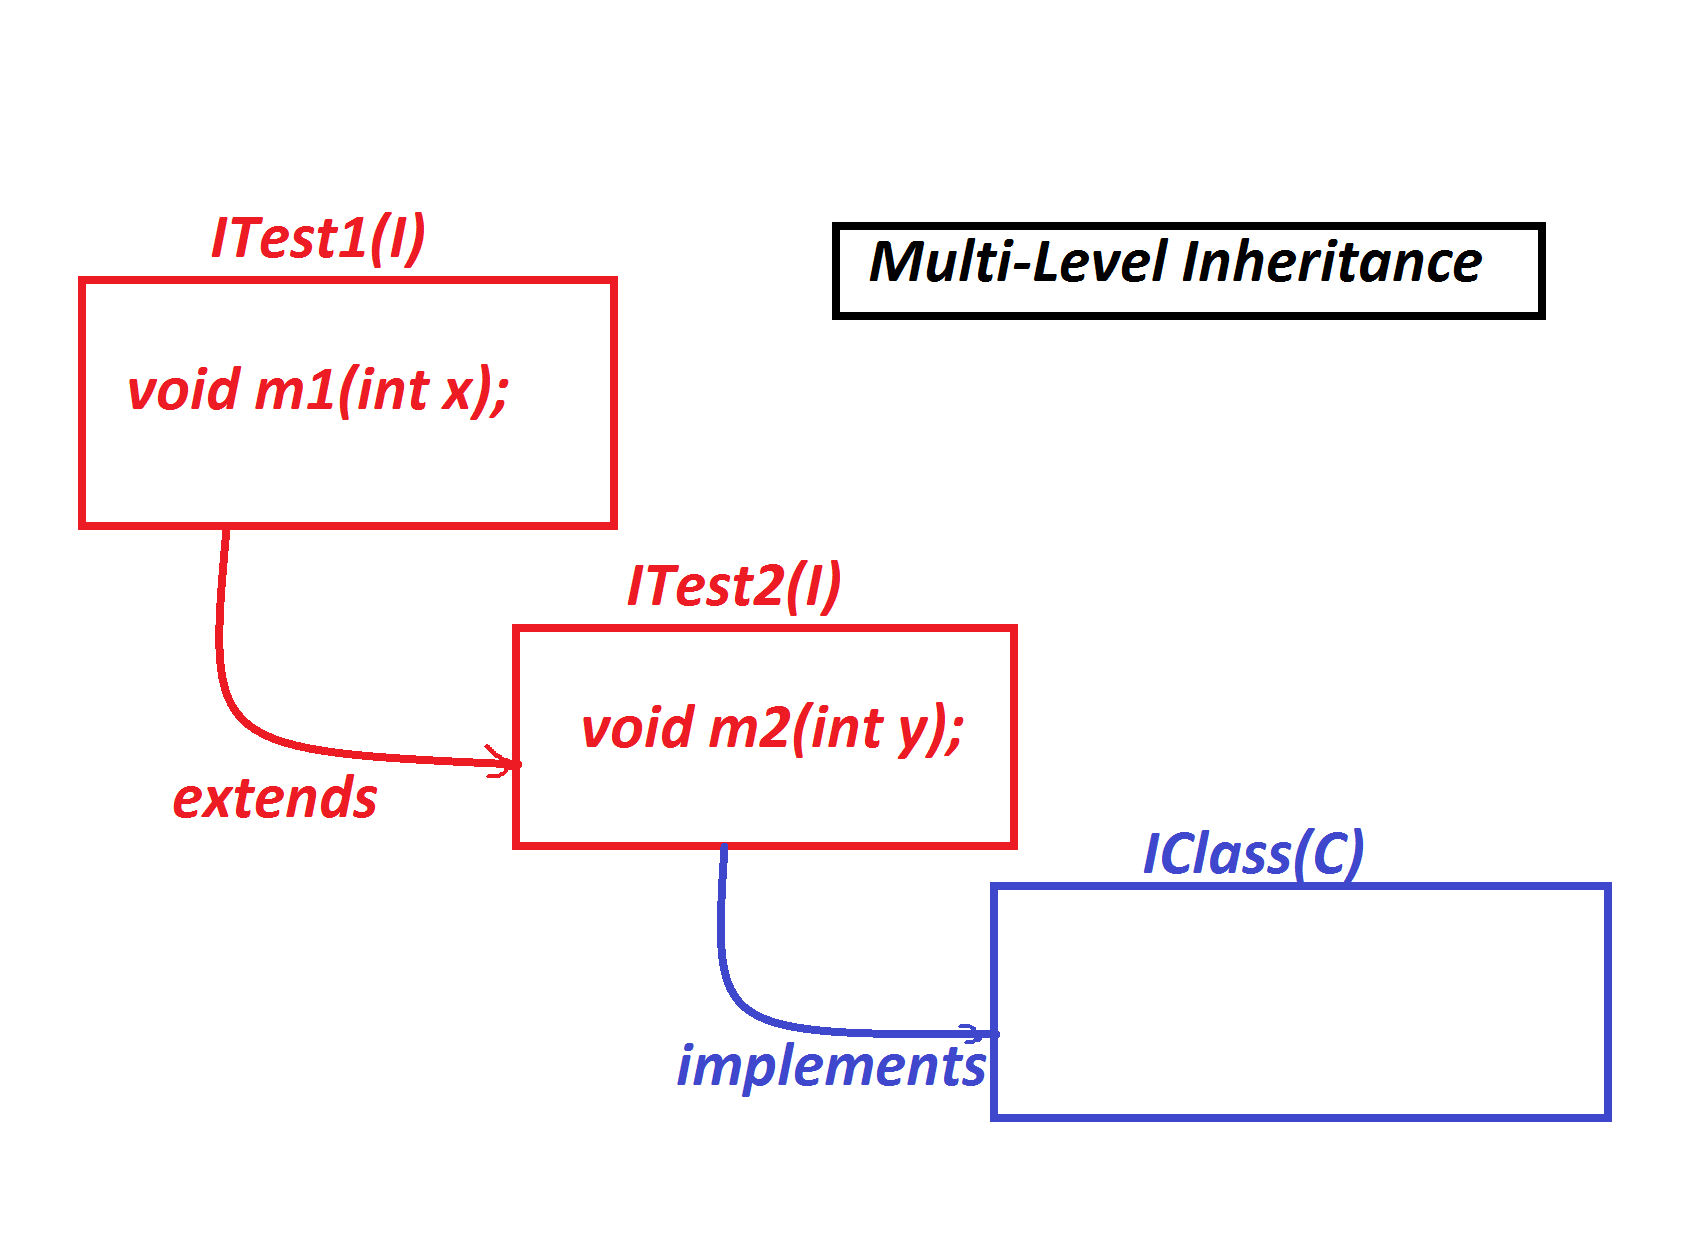 ITest1(I)
Multi-Level Inheritance
void m1(int x);
ITest2(I)
void m2(int y);
extends
IClass(C)
implements